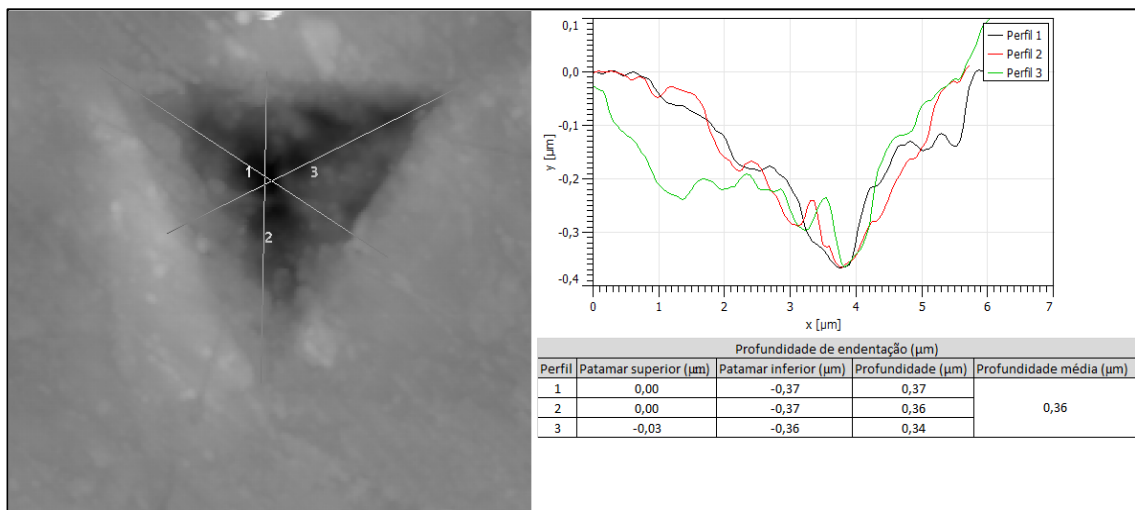 1
3
2
0,1
0,0
-0,1
-0,2
-0,3
-0,4
y [µm]
0 1 2 3 4 5 6 7
x [µm]
Perfil 1
Perfil 2
Perfil 3
Profundidade de endentação (µm)
Perfil Patamar superior (µm) Patamar inferior (µm) Profundidade (µm) Profundidade média (µm)
1 0,00 -0,37 0,37
2 0,00 -0,37 0,36 0,36
3 -0,03 -0,36 0,34